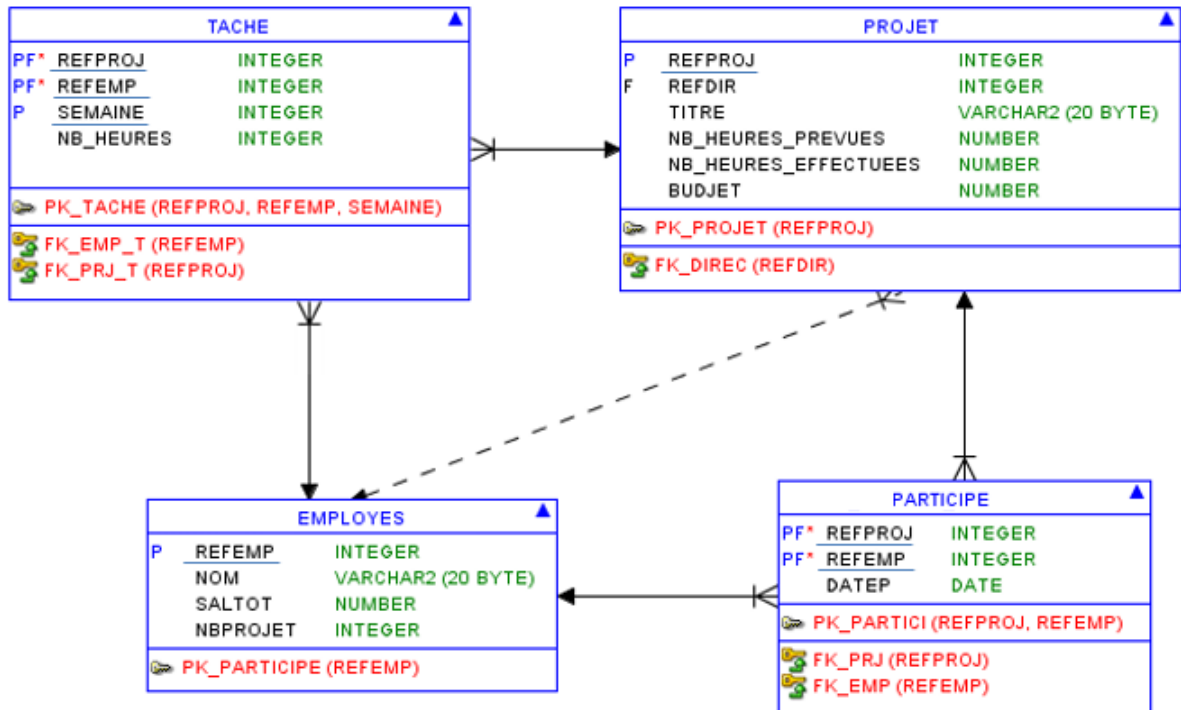 TACHE
PF* REFPROJ INTEGER
PF* REFEMP INTEGER
P SEMAINE INTEGER
NB_HEURES INTEGER
PK_TACHE (REFPROJ, REFEMP, SEMAINE)
FK_EMP_T (REFEMP)
FK_PRJ_T (REFPROJ)
PROJET
P REFPROJ INTEGER
F REFDIR INTEGER
TITRE VARCHAR2 (20 BYTE)
NB_HEURES_PREVUES NUMBER
NB_HEURES_EFFECTUEES NUMBER
BUDJET NUMBER
PK_PROJET (REFPROJ)
FK_DIREC (REFDIR)
EMPLOYES
P REFEMP INTEGER
NOM VARCHAR2 (20 BYTE)
SALTOT NUMBER
NBPROJET INTEGER
PK_PARTICIPE (REFEMP)
PARTICIPE
PF* REFPROJ INTEGER
PF* REFEMP INTEGER
DATEP DATE
PK_PARTICI (REFPROJ, REFEMP)
FK_PRJ (REFPROJ)
FK_EMP (REFEMP)